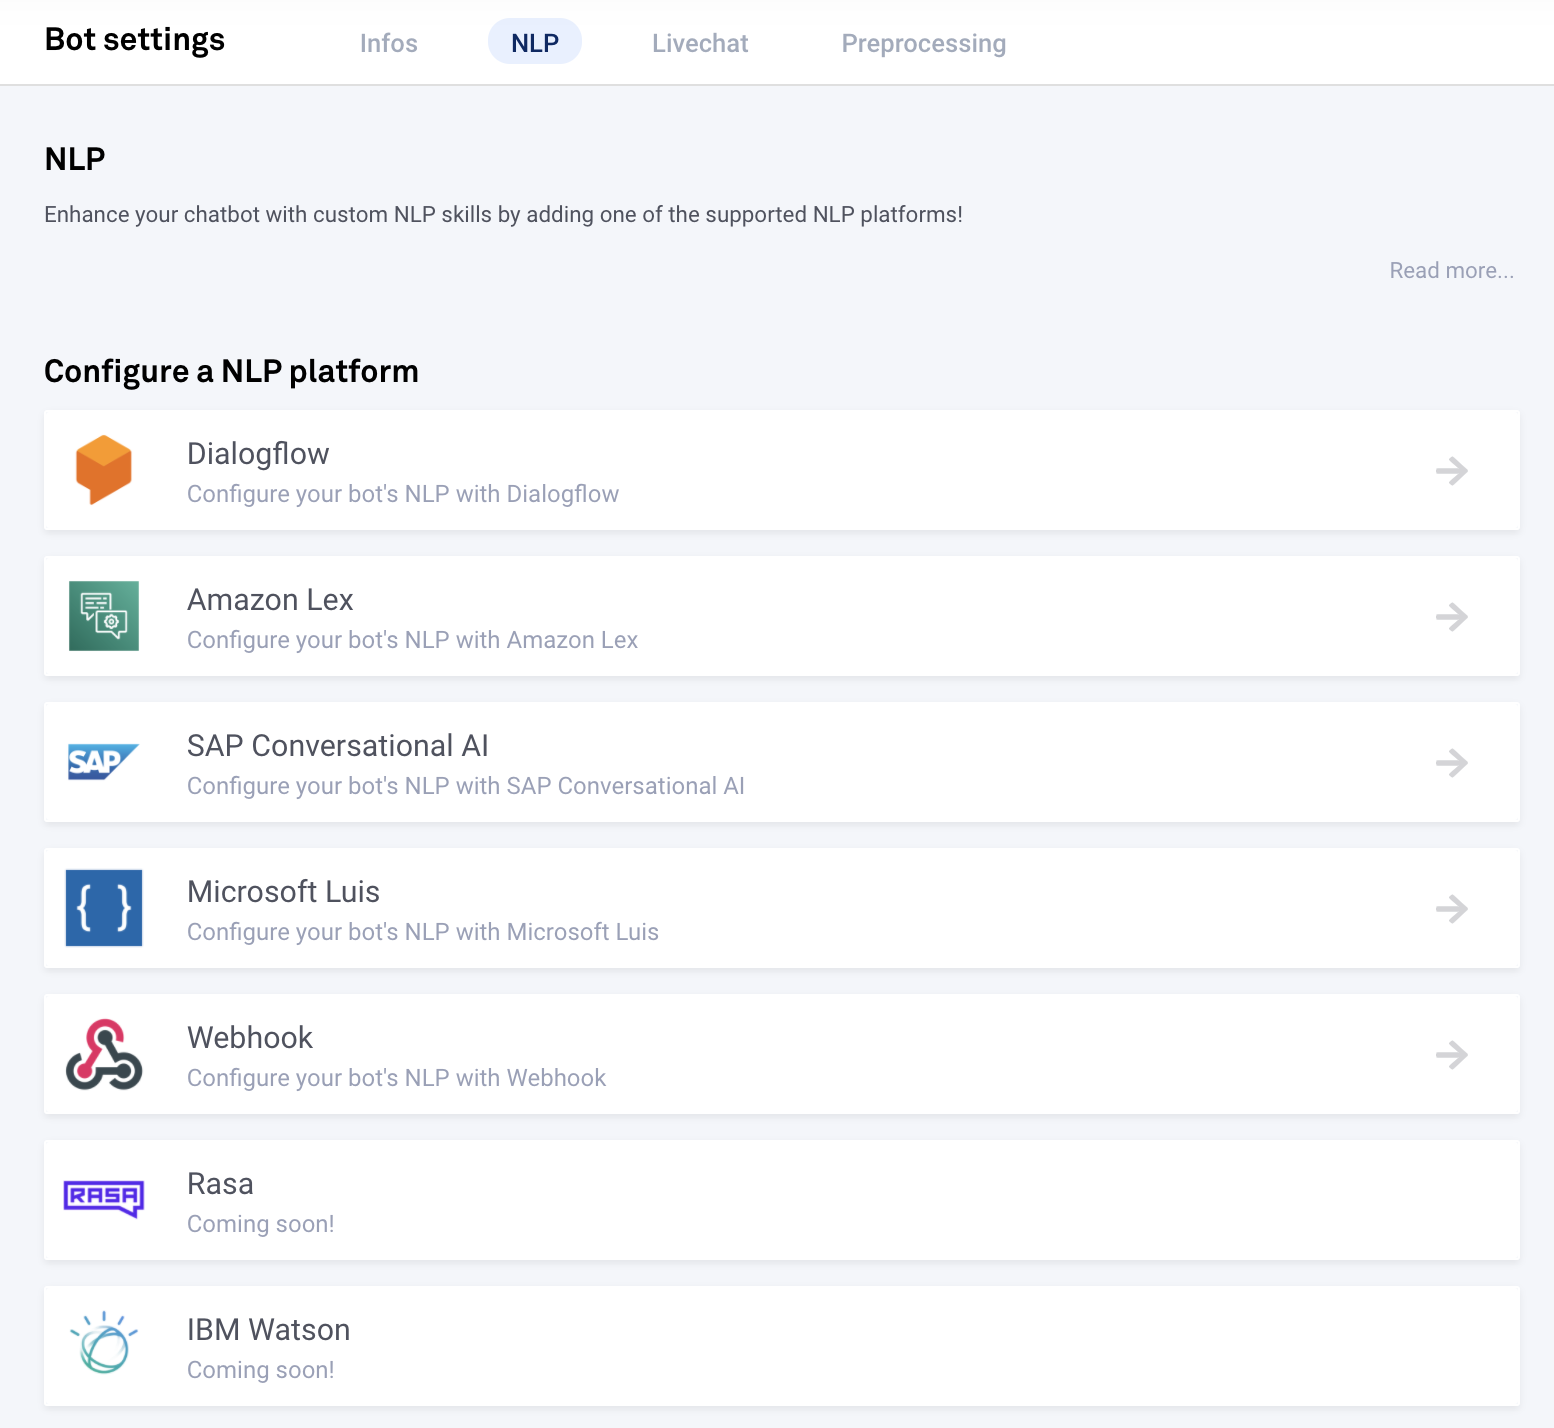 Bot settings
Infos
NLP
Livechat
Preprocessing
NLP
Enhance your chatbot with custom NLP skills by adding one of the supported NLP platforms!
Read more...
Configure a NLP platform
Dialogflow
Configure your bot's NLP with Dialogflow
Amazon Lex
Configure your bot's NLP with Amazon Lex
SAP
SAP Conversational AI
Configure your bot's NLP with SAP Conversational AI
{ }
Microsoft Luis
Configure your bot's NLP with Microsoft Luis
Webhook
Configure your bot's NLP with Webhook
RASA
Rasa
Coming soon!
IBM Watson
Coming soon!